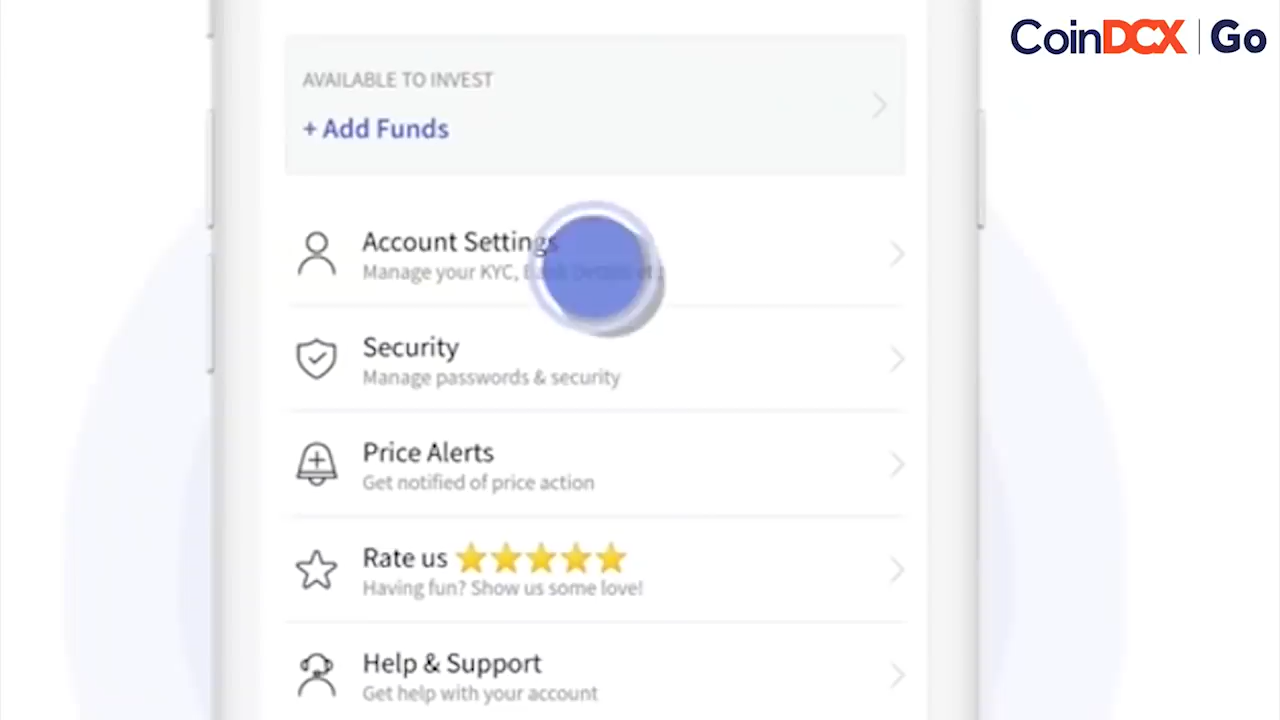 CoinDCX | Go
AVAILABLE TO INVEST
+ Add Funds
Account Settings
Manage your KYC, Bank Details
Security
Manage passwords & security
Price Alerts
Get notified of price action
Rate us ⭐⭐⭐⭐⭐
Having fun? Show us some love!
Help & Support
Get help with your account